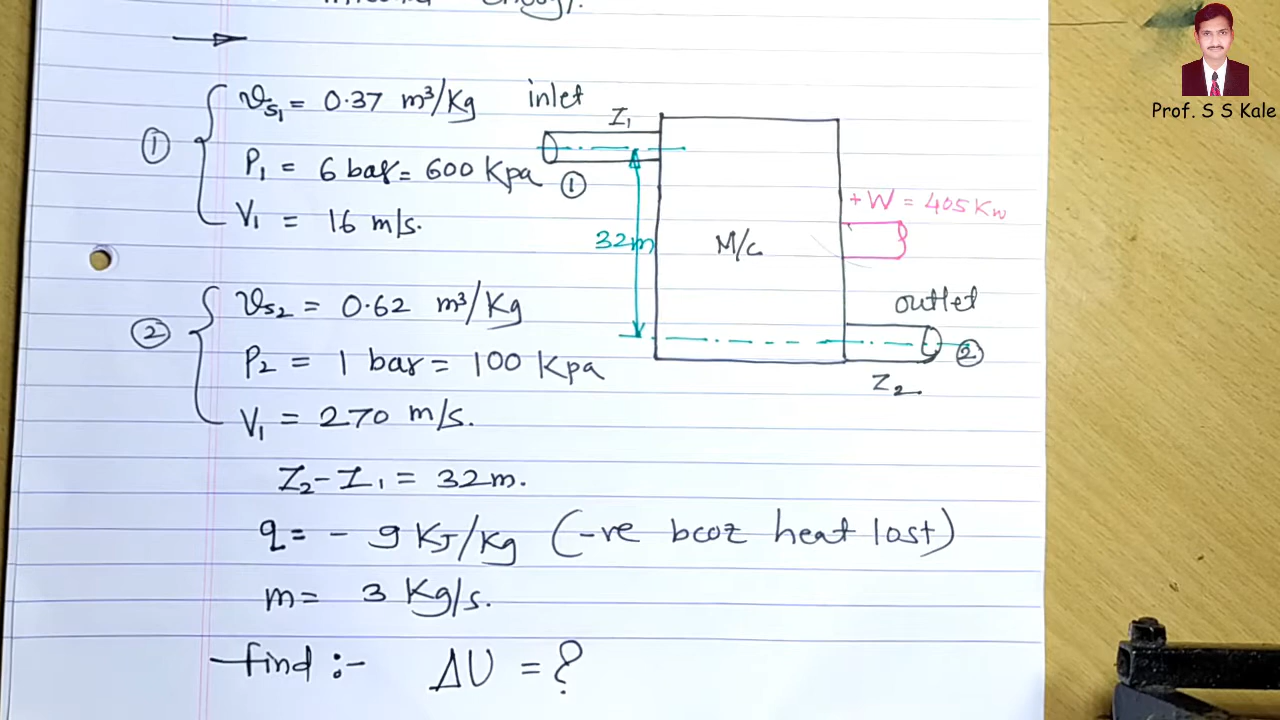 energy.
① vs₁ = 0.37 m³/Kg
P₁ = 6 bar = 600 Kpa
V₁ = 16 m/s.
② vs₂ = 0.62 m³/Kg
P₂ = 1 bar = 100 Kpa
V₁ = 270 m/s.
Z₂-Z₁ = 32m.
q = - 9 KJ/Kg (-ve bcoz heat lost)
m = 3 Kg/s.
find :- ΔU = ?
inlet
Z₁
①
32m
M/c
+W = 405 Kw
outlet
②
Z₂
Prof. S S Kale